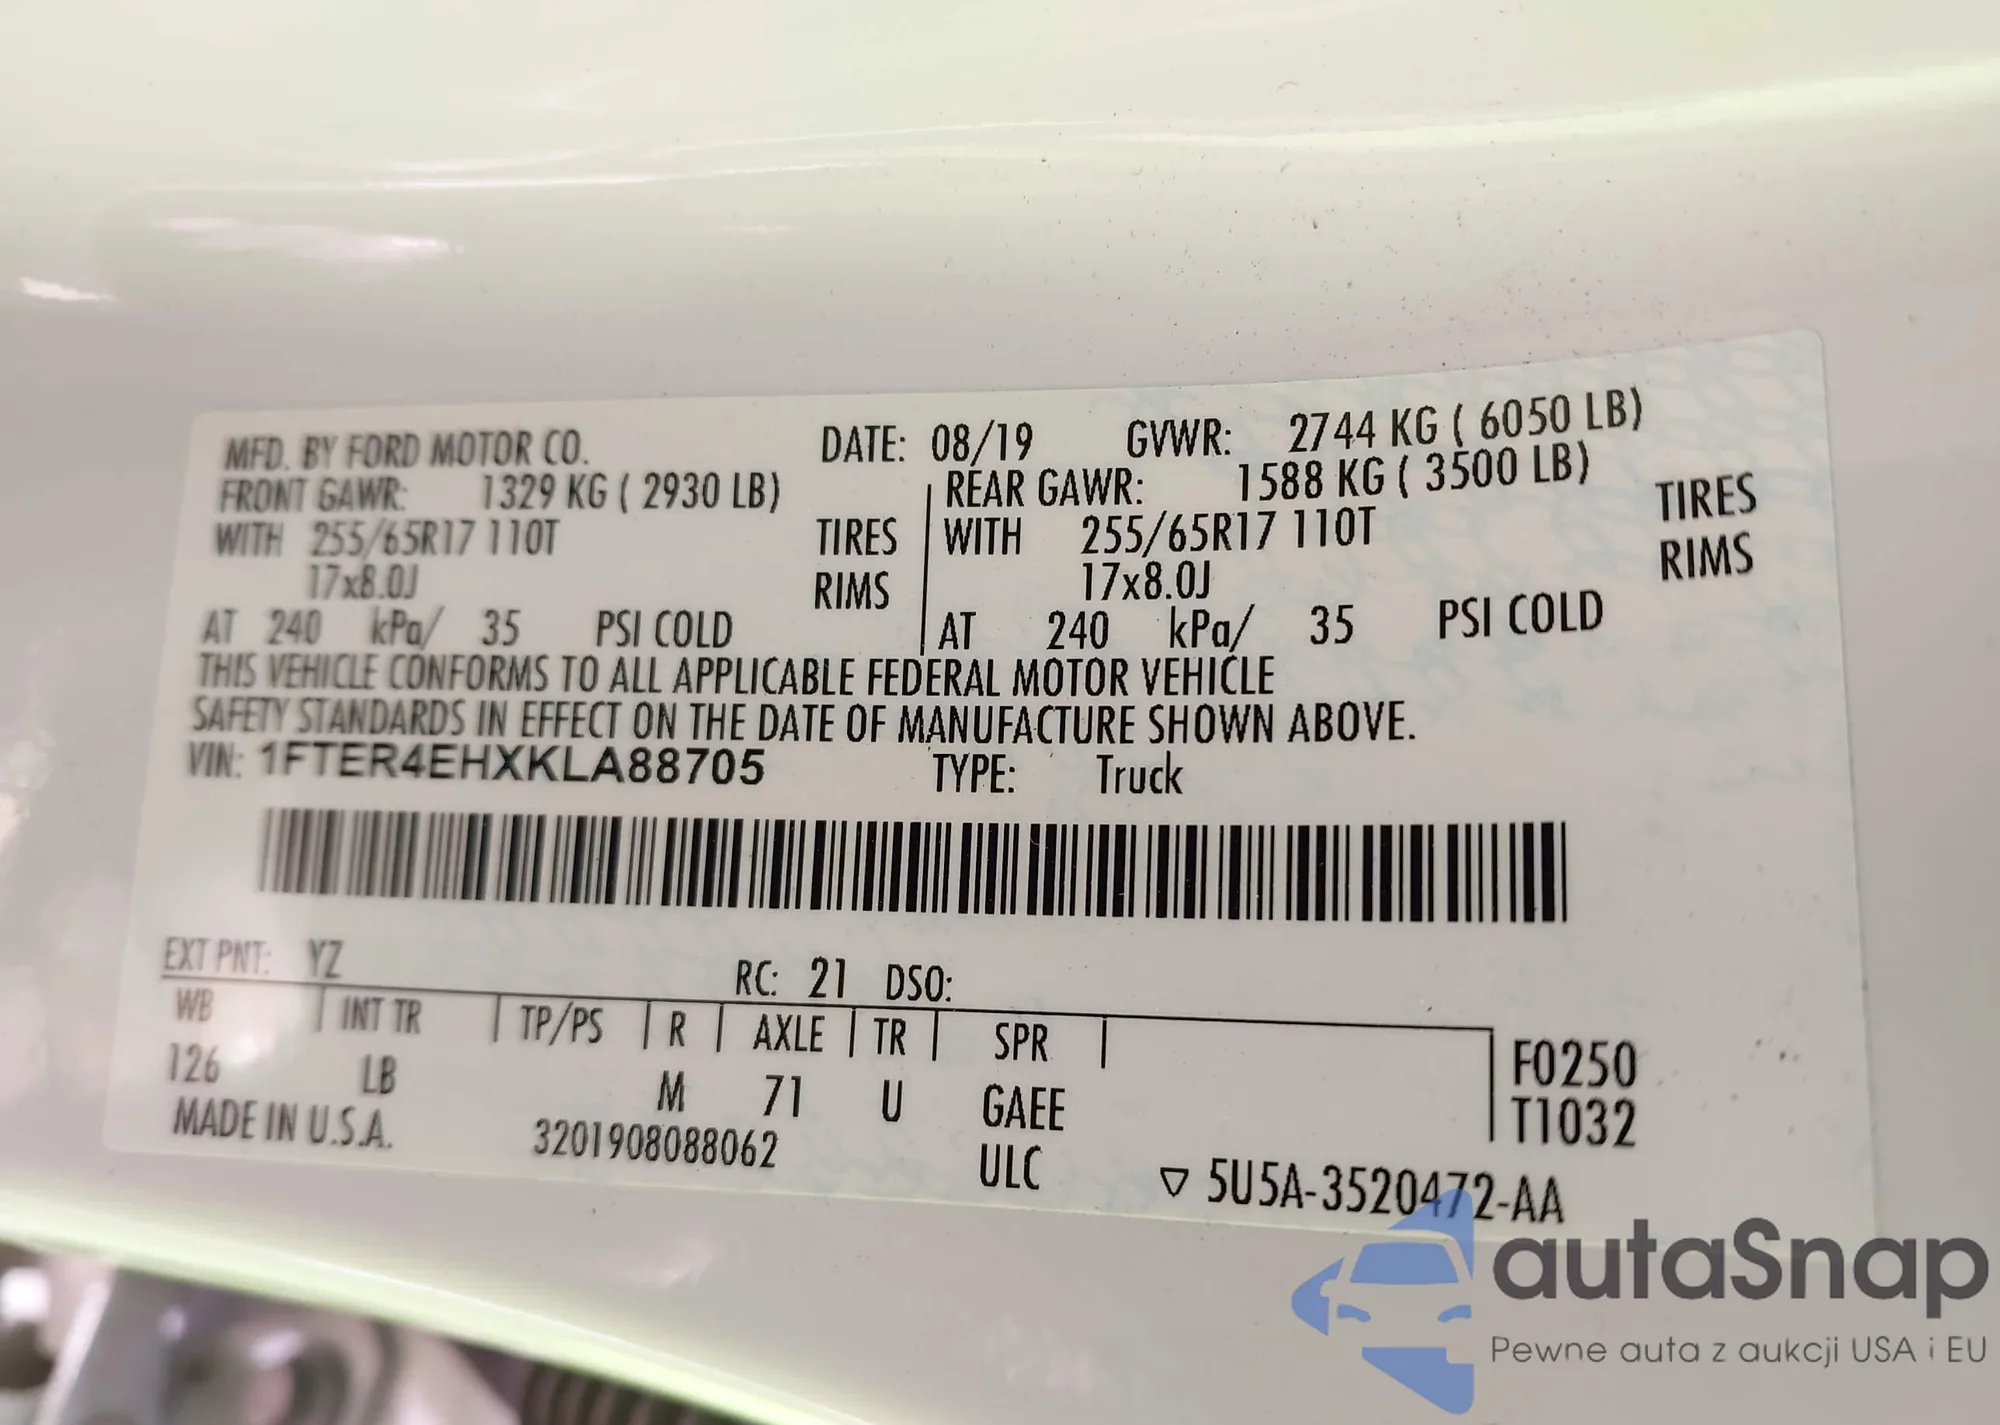 MFD. BY FORD MOTOR CO. DATE: 08/19 GVWR: 2744 KG ( 6050 LB)
FRONT GAWR: 1329 KG ( 2930 LB) REAR GAWR: 1588 KG ( 3500 LB)
WITH 255/65R17 110T TIRES WITH 255/65R17 110T TIRES
17x8.0J RIMS 17x8.0J RIMS
AT 240 kPa/ 35 PSI COLD AT 240 kPa/ 35 PSI COLD
THIS VEHICLE CONFORMS TO ALL APPLICABLE FEDERAL MOTOR VEHICLE
SAFETY STANDARDS IN EFFECT ON THE DATE OF MANUFACTURE SHOWN ABOVE.
VIN: 1FTER4EHXKLA88705 TYPE: Truck
EXT PNT: YZ RC: 21 DSO:
WB INT TR TP/PS R AXLE TR SPR F0250
126 LB M 71 U GAEE T1032
MADE IN U.S.A. 3201908088062 ULC ▽ 5U5A-3520472-AA
autaSnap
Pewne auta z aukcji USA i EU